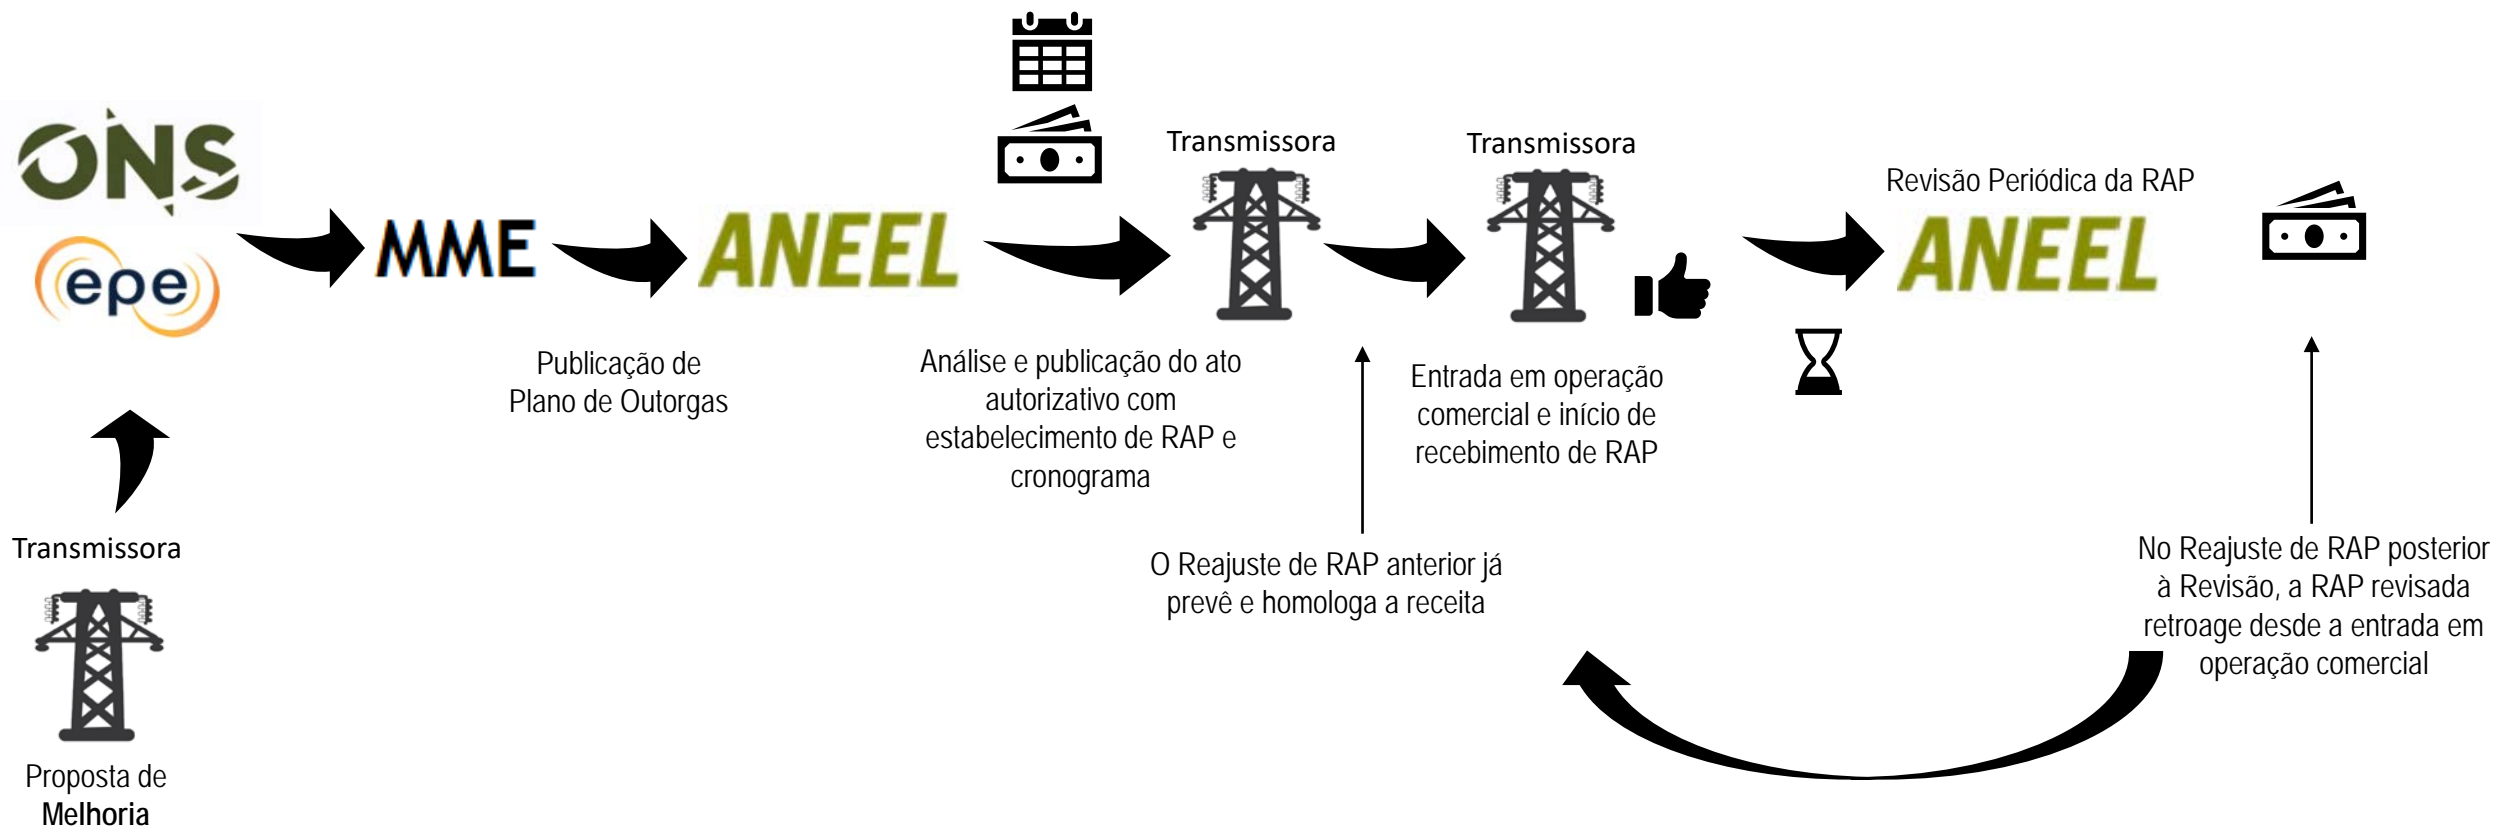 ONS
epe
Transmissora
Proposta de
Melhoria
MME
Publicação de
Plano de Outorgas
ANEEL
Análise e publicação do ato
autorizativo com
estabelecimento de RAP e
cronograma
Transmissora
O Reajuste de RAP anterior já
prevê e homologa a receita
Transmissora
Entrada em operação
comercial e início de
recebimento de RAP
Revisão Periódica da RAP
ANEEL
No Reajuste de RAP posterior
à Revisão, a RAP revisada
retroage desde a entrada em
operação comercial